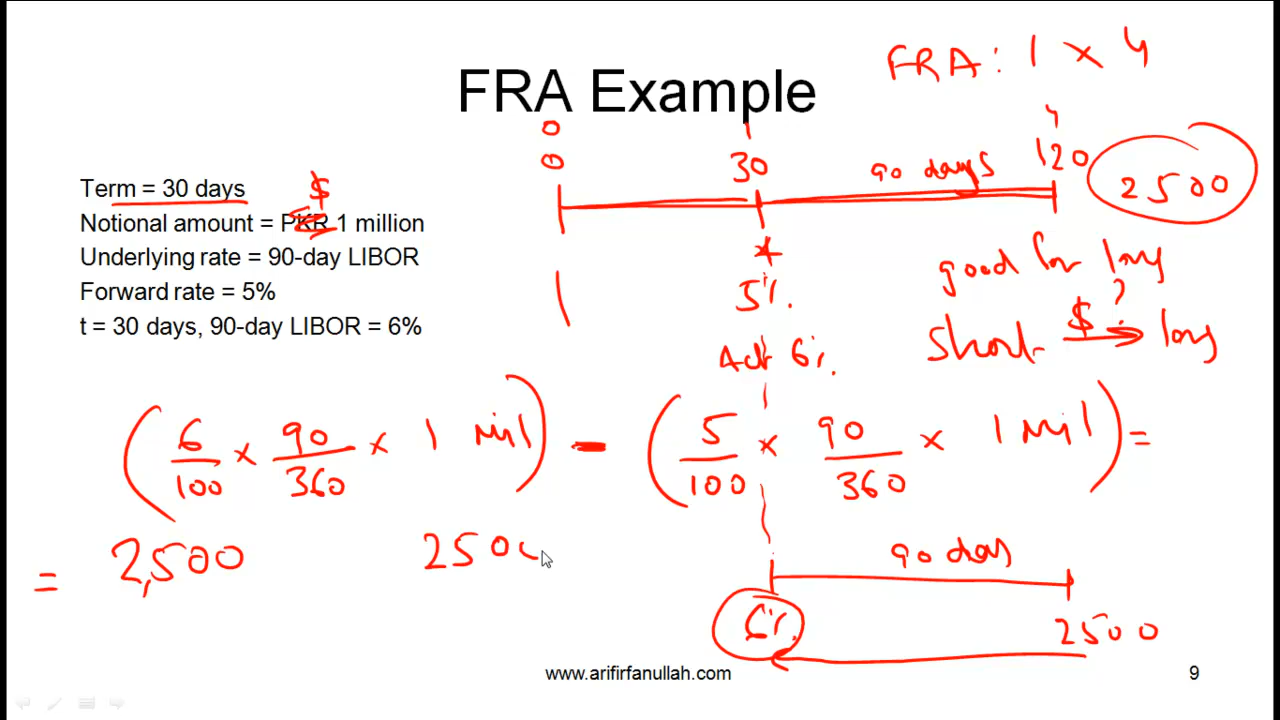 FRA: 1 x 4
FRA Example
0 1 4
0 30 90 days 120 2500
Term = 30 days
$
Notional amount = PKR 1 million
Underlying rate = 90-day LIBOR
Forward rate = 5%
t = 30 days, 90-day LIBOR = 6%
5%.
Act 6%.
good for long
?
short $ → long
(6/100 x 90/360 x 1 mil) - (5/100 x 90/360 x 1 mil) =
= 2,500 250
90 days
6%. 2500
www.arifirfanullah.com 9